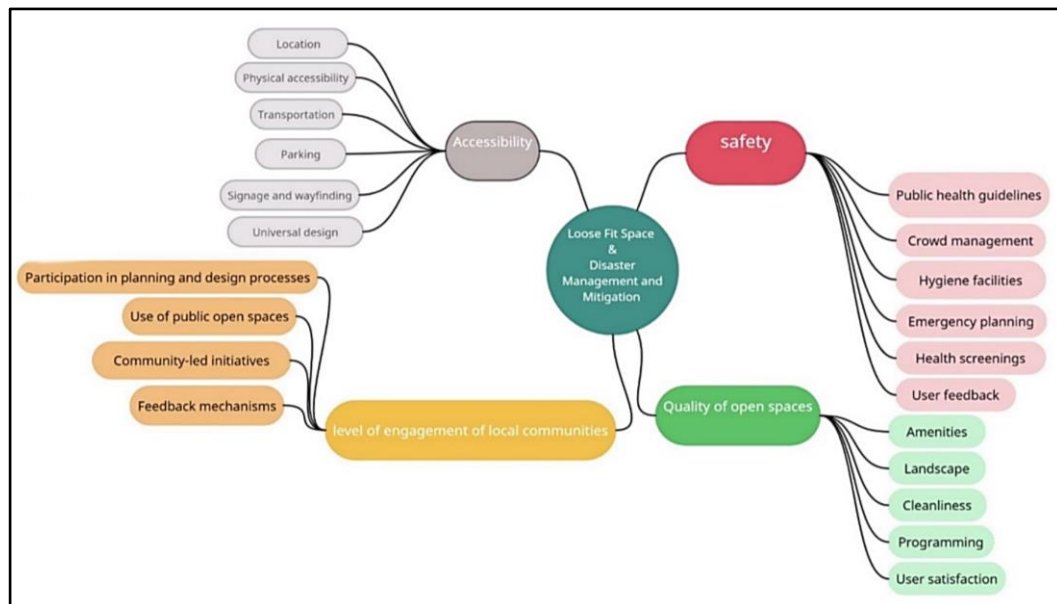 Location
Physical accessibility
Transportation
Parking
Signage and wayfinding
Universal design
Accessibility
safety
Public health guidelines
Crowd management
Hygiene facilities
Emergency planning
Health screenings
User feedback
Loose Fit Space
&
Disaster
Management and
Mitigation
Participation in planning and design processes
Use of public open spaces
Community-led initiatives
Feedback mechanisms
level of engagement of local communities
Quality of open spaces
Amenities
Landscape
Cleanliness
Programming
User satisfaction